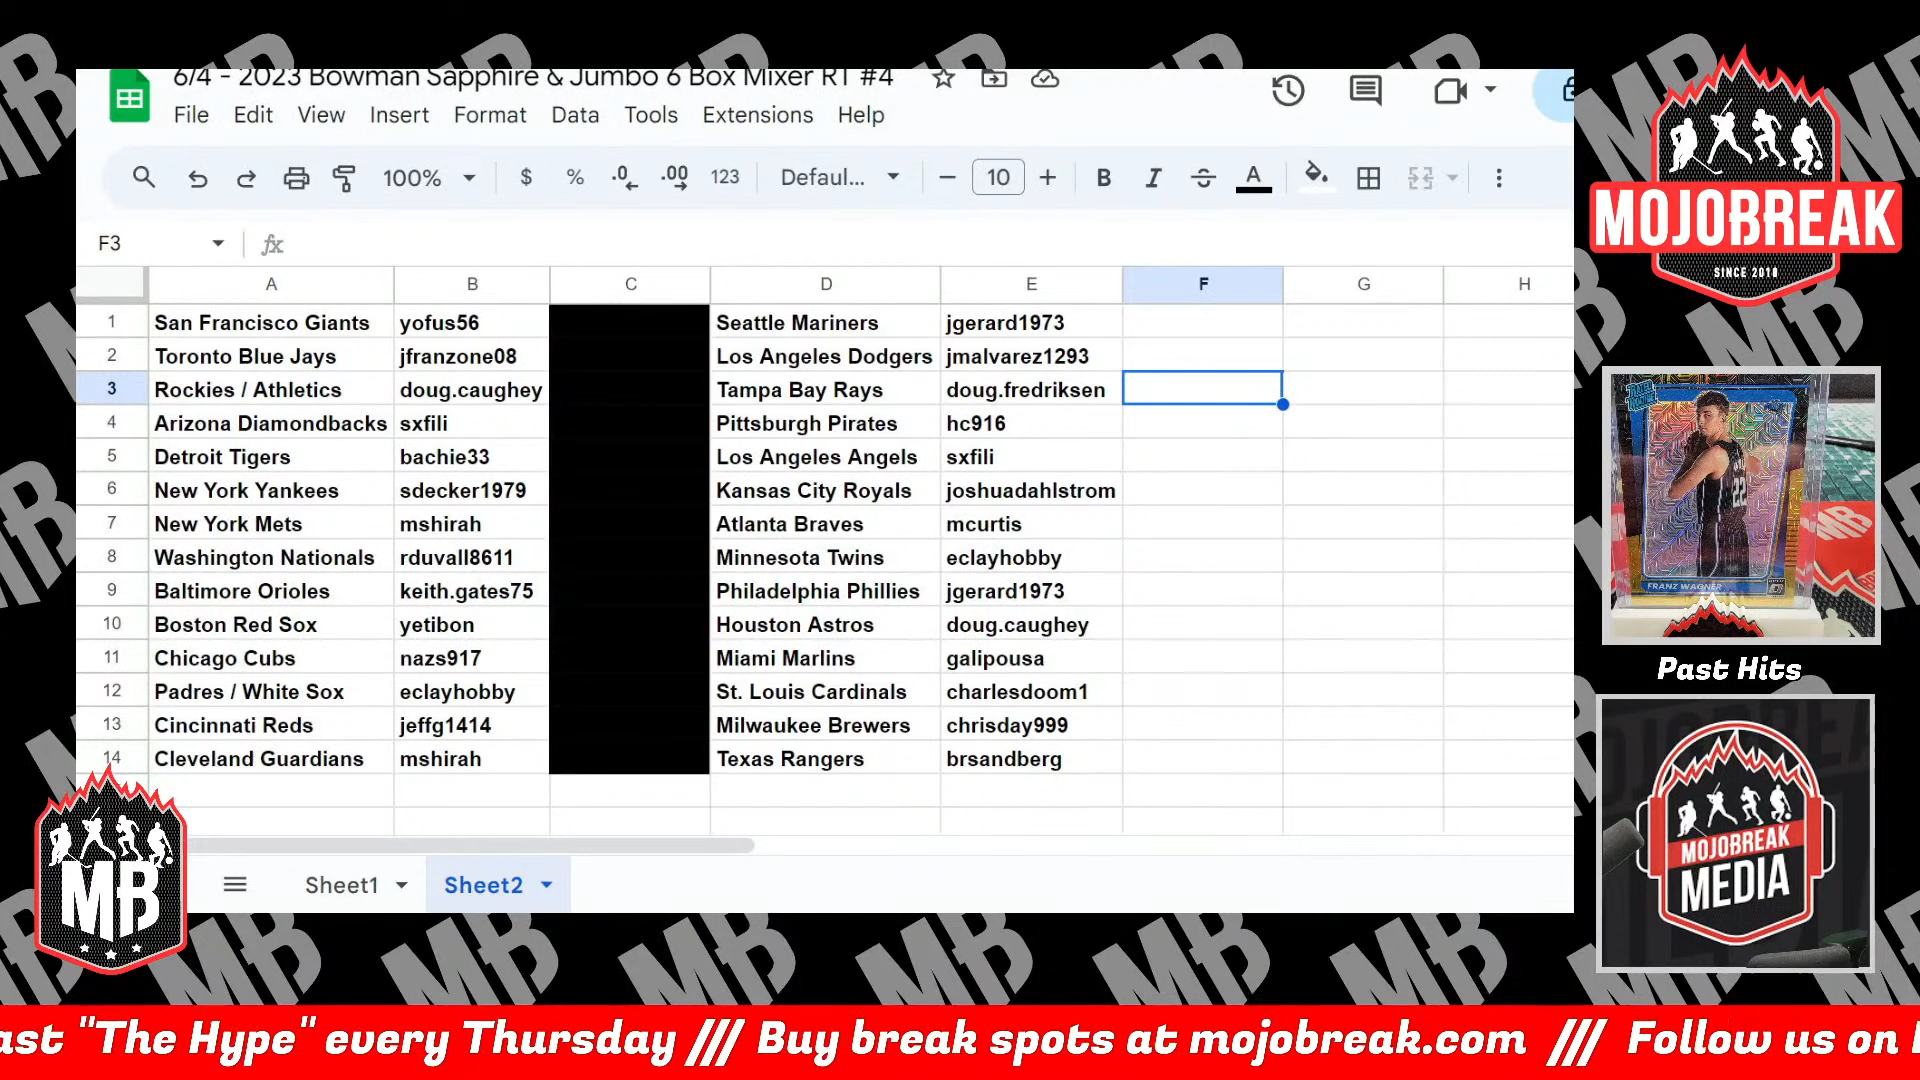 6/4 - 2023 Bowman Sapphire & Jumbo 6 Box Mixer RT #4
File Edit View Insert Format Data Tools Extensions Help
100% $ % .0 .00 123 Defaul... − 10 + B I S A
F3 fx
A B C D E F G H
1 San Francisco Giants yofus56 Seattle Mariners jgerard1973
2 Toronto Blue Jays jfranzone08 Los Angeles Dodgers jmalvarez1293
3 Rockies / Athletics doug.caughey Tampa Bay Rays doug.fredriksen
4 Arizona Diamondbacks sxfili Pittsburgh Pirates hc916
5 Detroit Tigers bachie33 Los Angeles Angels sxfili
6 New York Yankees sdecker1979 Kansas City Royals joshuadahlstrom
7 New York Mets mshirah Atlanta Braves mcurtis
8 Washington Nationals rduvall8611 Minnesota Twins eclayhobby
9 Baltimore Orioles keith.gates75 Philadelphia Phillies jgerard1973
10 Boston Red Sox yetibon Houston Astros doug.caughey
11 Chicago Cubs nazs917 Miami Marlins galipousa
12 Padres / White Sox eclayhobby St. Louis Cardinals charlesdoom1
13 Cincinnati Reds jeffg1414 Milwaukee Brewers chrisday999
14 Cleveland Guardians mshirah Texas Rangers brsandberg
Sheet1 Sheet2
MOJOBREAK
SINCE 2010
RATED ROOKIE
22
MB
FRANZ WAGNER
Past Hits
MOJOBREAK
MEDIA
MB
ast "The Hype" every Thursday /// Buy break spots at mojobreak.com /// Follow us on